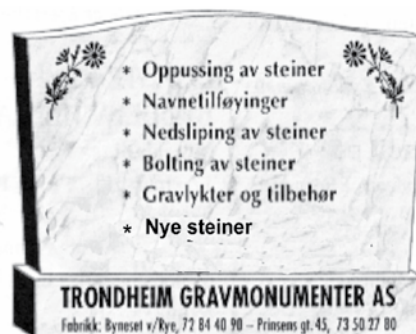 * Oppussing av steiner
* Navnetilføyinger
* Nedsliping av steiner
* Bolting av steiner
* Gravlykter og tilbehør
* Nye steiner
TRONDHEIM GRAVMONUMENTER AS
Fabrikk: Byneset v/Rye, 72 84 40 90 – Prinsens gt. 45, 73 50 27 80